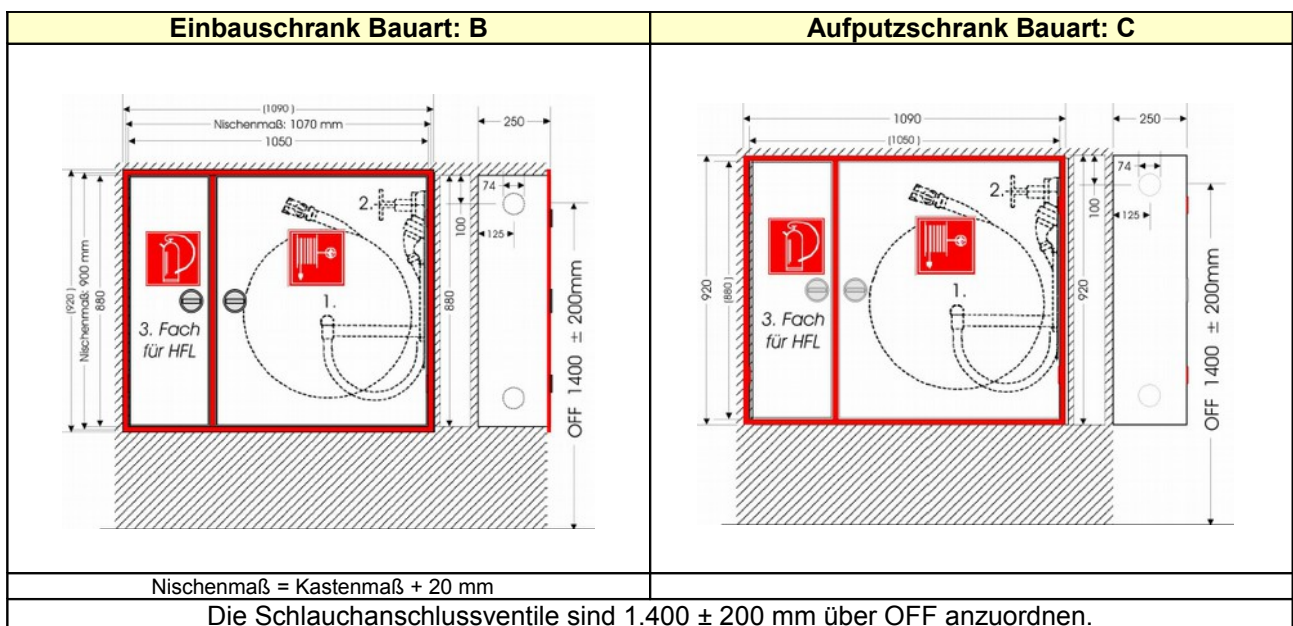 Einbauschrank Bauart: B
Aufputzschrank Bauart: C
(1090)
Nischenmaß: 1070 mm
1050
250
(920)
Nischenmaß: 900 mm
880
74
100
125
880
2.
1.
3. Fach
für HFL
OFF 1400 ± 200mm
1090
(1050)
250
920
(880)
74
100
125
920
2.
1.
3. Fach
für HFL
OFF 1400 ± 200mm
Nischenmaß = Kastenmaß + 20 mm
Die Schlauchanschlussventile sind 1.400 ± 200 mm über OFF anzuordnen.